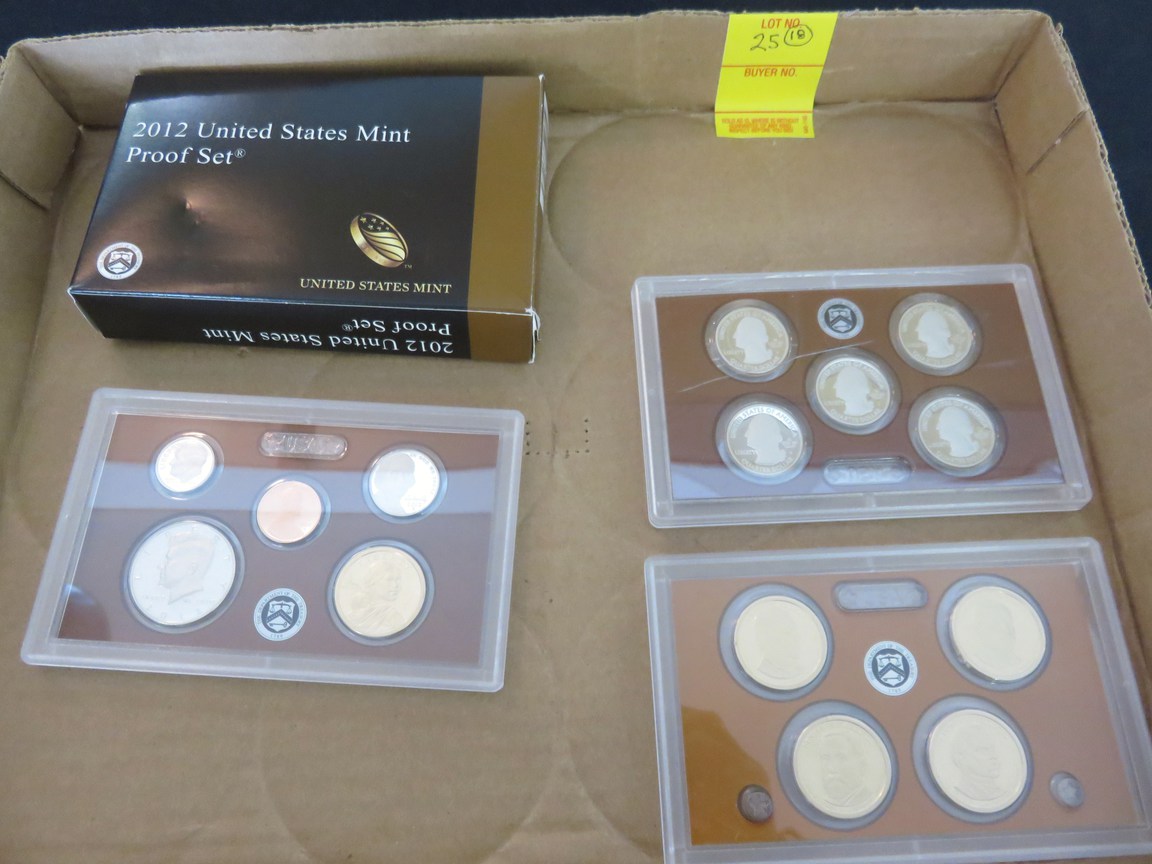 LOT NO.
25 18
BUYER NO.
2012 United States Mint
Proof Set®
UNITED STATES MINT
2012 United States Mint
Proof Set®